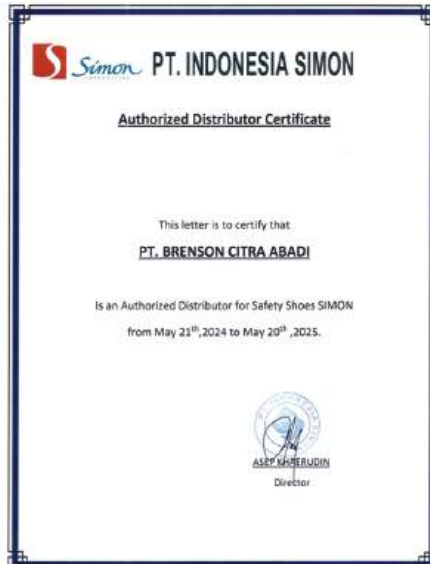 Simon PT. INDONESIA SIMON
Authorized Distributor Certificate
This letter is to certify that
PT. BRENSON CITRA ABADI
Is an Authorized Distributor for Safety Shoes SIMON
from May 21th,2024 to May 20th ,2025.
ASEP KHAERUDIN
Director